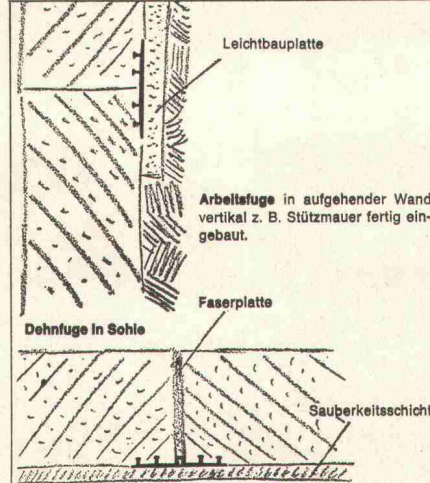 Leichtbauplatte
Arbeitsfuge in aufgehender Wand
vertikal z. B. Stützmauer fertig ein-
gebaut.
Dehnfuge in Sohle
Faserplatte
Sauberkeitsschicht